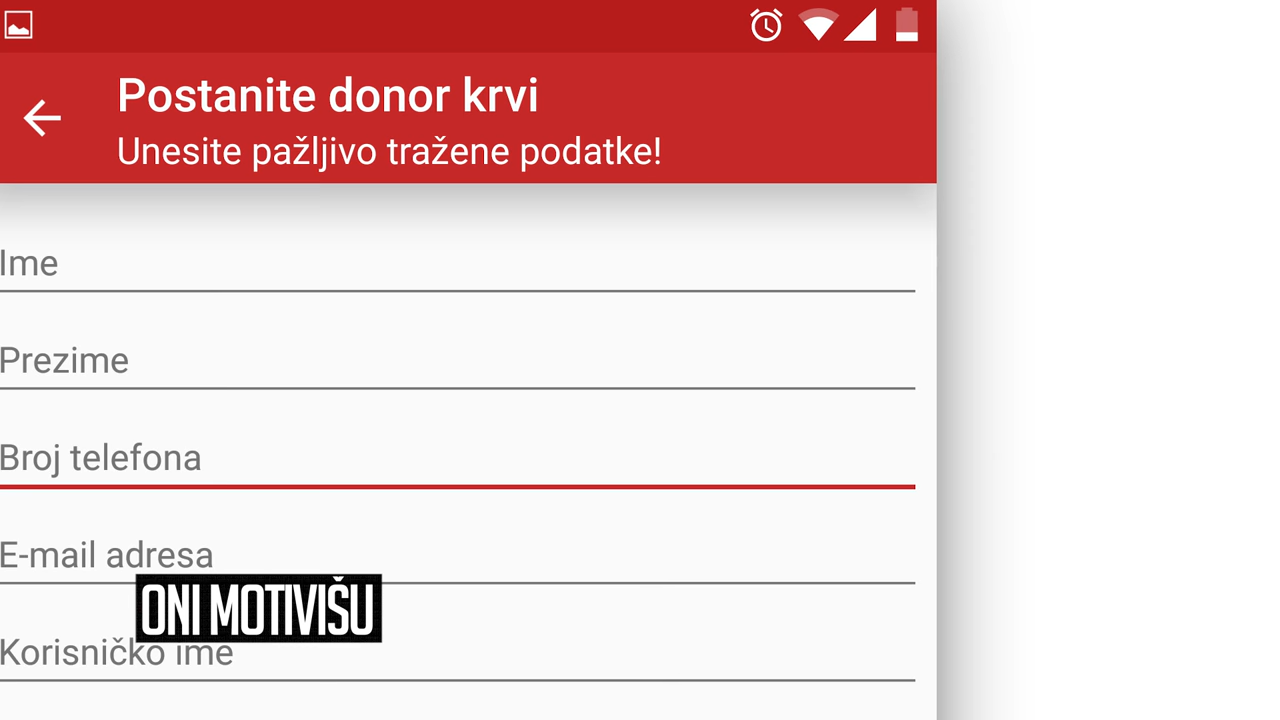 Postanite donor krvi
Unesite pažljivo tražene podatke!
Ime
Prezime
Broj telefona
E-mail adresa
ONI MOTIVIŠU
Korisničko ime